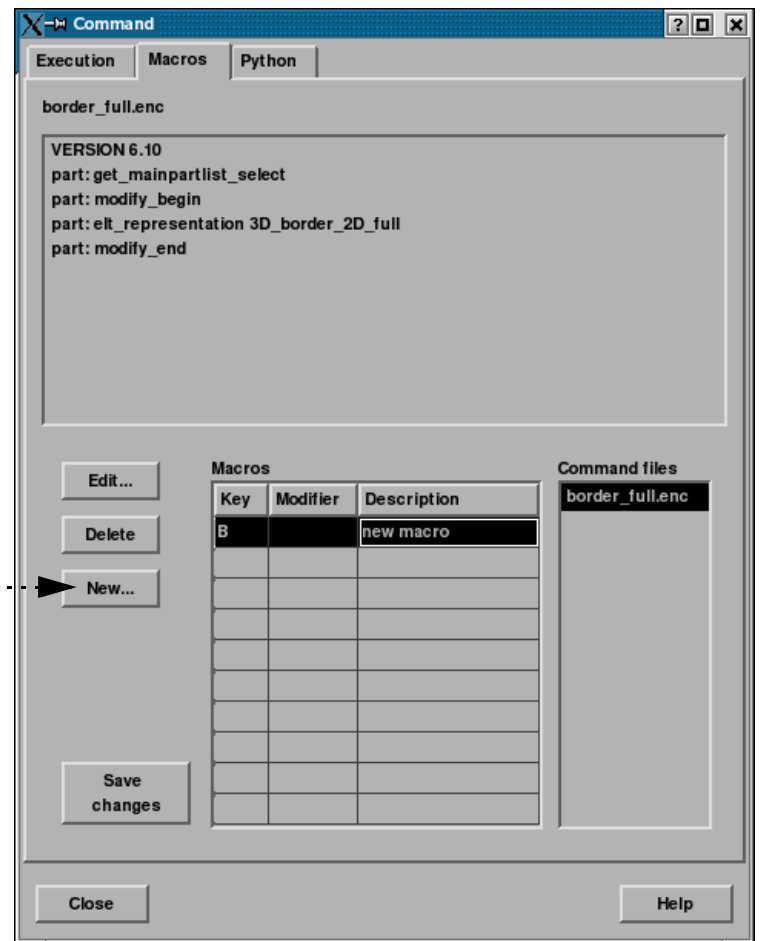 Command
Execution Macros Python
border_full.enc
VERSION 6.10
part: get_mainpartlist_select
part: modify_begin
part: elt_representation 3D_border_2D_full
part: modify_end
Edit...
Delete
New...
Save
changes
Macros
Key Modifier Description
B new macro
Command files
border_full.enc
Close
Help